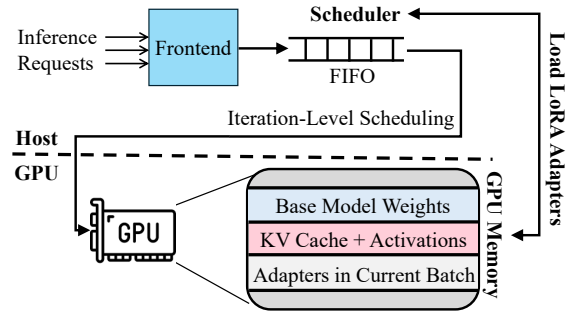 Scheduler
Inference
Requests
Frontend
FIFO
Load LoRA Adapters
Iteration-Level Scheduling
Host
GPU
GPU
Base Model Weights
KV Cache + Activations
Adapters in Current Batch
GPU Memory